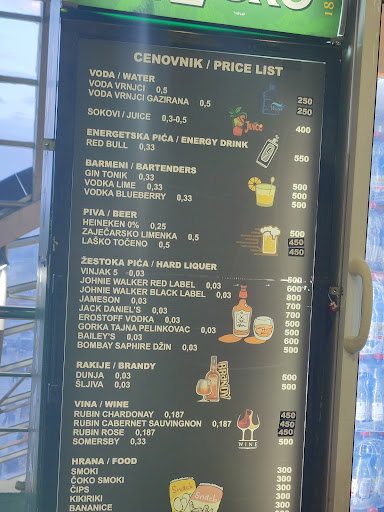 CENOVNIK / PRICE LIST
VODA / WATER
VODA VRNJCI 0,5 250
VODA VRNJCI GAZIRANA 0,5 250
SOKOVI / JUICE 0,3-0,5 400
Juice
ENERGETSKA PIĆA / ENERGY DRINK
RED BULL 0,33 550
BARMENI / BARTENDERS
GIN TONIK 0,33 500
VODKA LIME 0,33 500
VODKA BLUEBERRY 0,33 500
PIVA / BEER
HEINEKEN 0% 0,25 500
ZAJEČARSKO LIMENKA 0,5 450
LAŠKO TOČENO 0,5 450
ŽESTOKA PIĆA / HARD LIQUER
VINJAK 5 0,03 500
JOHNIE WALKER RED LABEL 0,03 600
JOHNIE WALKER BLACK LABEL 0,03 800
JAMESON 0,03 700
JACK DANIEL'S 0,03 700
EROSTOFF VODKA 0,03 500
GORKA TAJNA PELINKOVAC 0,03 500
BAILEY'S 0,03 600
BOMBAY SAPHIRE DŽIN 0,03 500
RAKIJE / BRANDY
DUNJA 0,03 500
ŠLJIVA 0,03 500
BRANDY
VINA / WINE
RUBIN CHARDONAY 0,187 450
RUBIN CABERNET SAUVINGNON 0,187 450
RUBIN ROSE 0,187 450
SOMERSBY 0,33 500
WINE
HRANA / FOOD
SMOKI 300
ČOKO SMOKI 300
ČIPS 300
KIKIRIKI 300
BANANICE